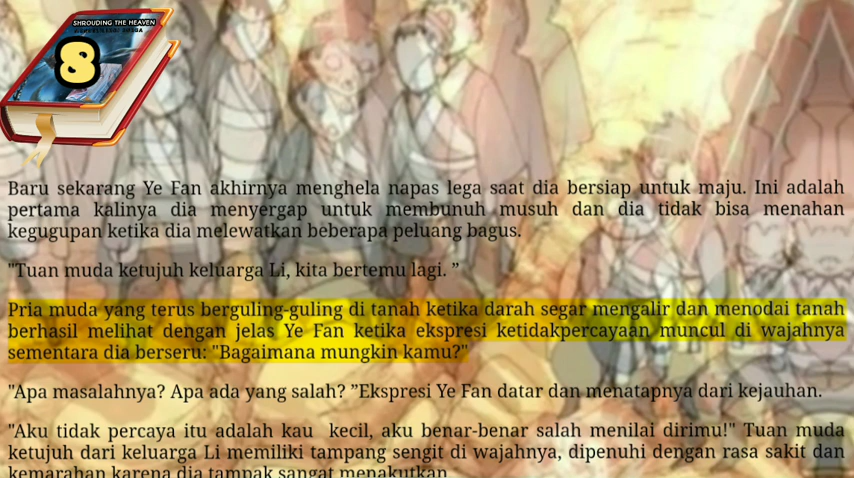 SHROUDING THE HEAVEN
8
Baru sekarang Ye Fan akhirnya menghela napas lega saat dia bersiap untuk maju. Ini adalah
pertama kalinya dia menyergap untuk membunuh musuh dan dia tidak bisa menahan
kegugupan ketika dia melewatkan beberapa peluang bagus.
"Tuan muda ketujuh keluarga Li, kita bertemu lagi. ”
Pria muda yang terus berguling-guling di tanah ketika darah segar mengalir dan menodai tanah
berhasil melihat dengan jelas Ye Fan ketika ekspresi ketidakpercayaan muncul di wajahnya
sementara dia berseru: "Bagaimana mungkin kamu?"
"Apa masalahnya? Apa ada yang salah? ”Ekspresi Ye Fan datar dan menatapnya dari kejauhan.
"Aku tidak percaya itu adalah kau  kecil, aku benar-benar salah menilai dirimu!" Tuan muda
ketujuh dari keluarga Li memiliki tampang sengit di wajahnya, dipenuhi dengan rasa sakit dan
kemarahan karena dia tampak sangat menakutkan